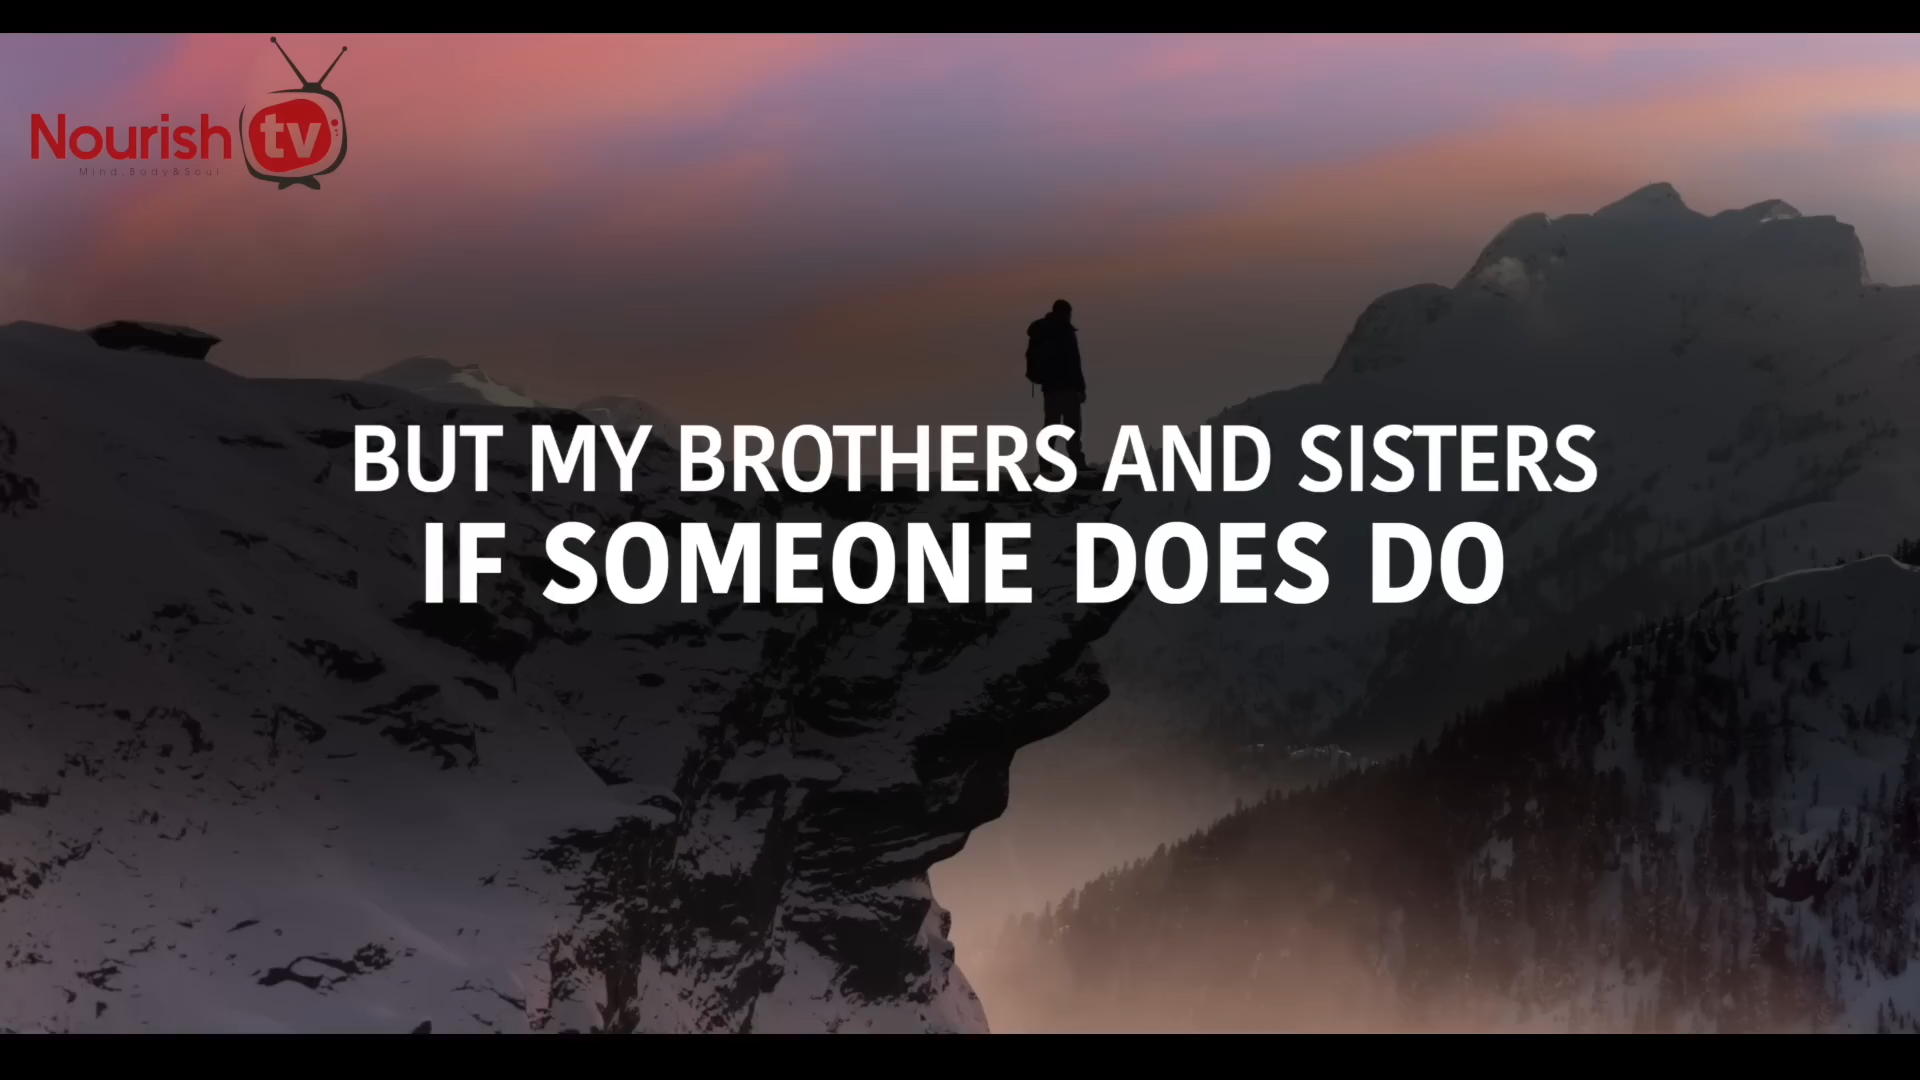 Nourish tv
Mind.Body&Soul
BUT MY BROTHERS AND SISTERS
IF SOMEONE DOES DO